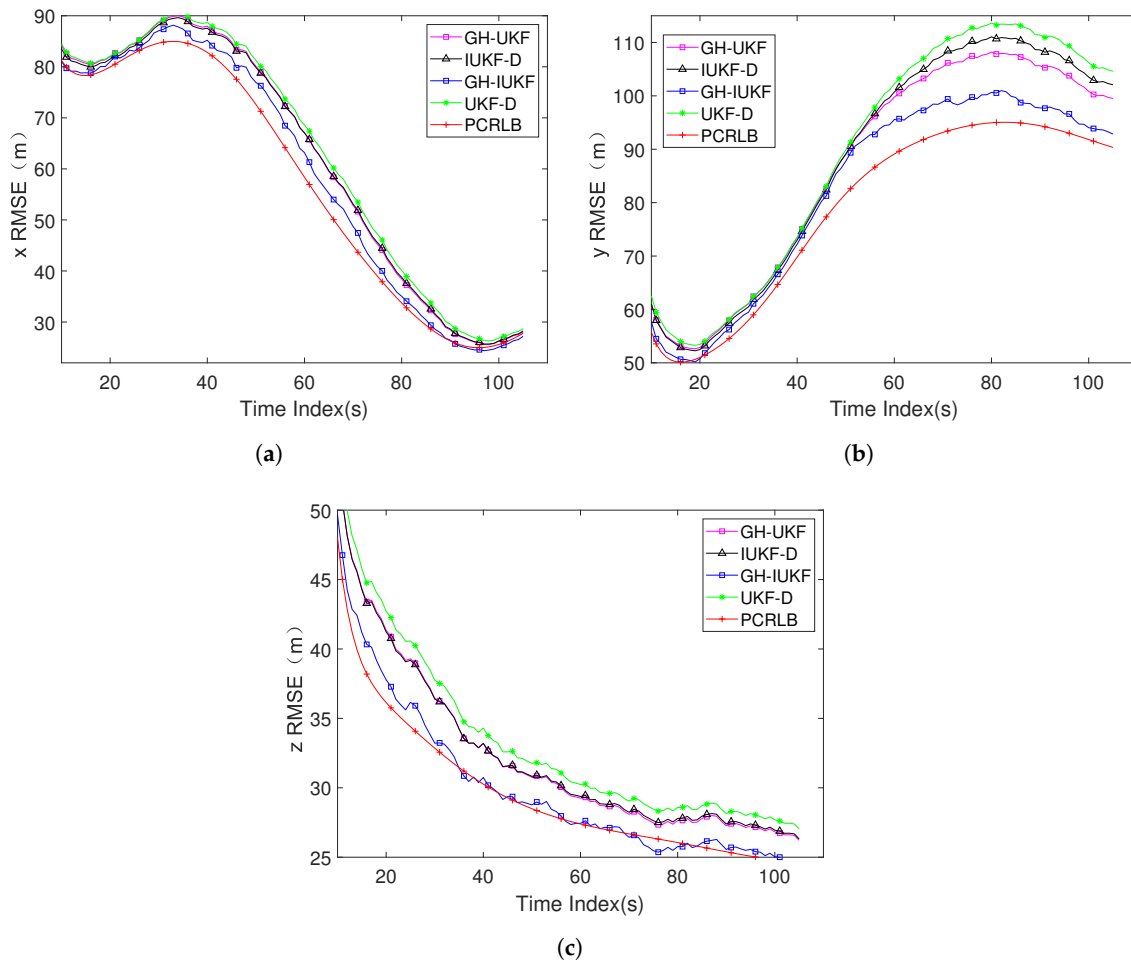 90
80
70
60
50
40
30
x RMSE (m)
20
40
60
80
100
Time Index(s)
GH-UKF
IUKF-D
GH-IUKF
UKF-D
PCRLB
(a)
110
100
90
80
70
60
50
y RMSE (m)
20
40
60
80
100
Time Index(s)
GH-UKF
IUKF-D
GH-IUKF
UKF-D
PCRLB
(b)
50
45
40
35
30
25
z RMSE (m)
20
40
60
80
100
Time Index(s)
GH-UKF
IUKF-D
GH-IUKF
UKF-D
PCRLB
(c)